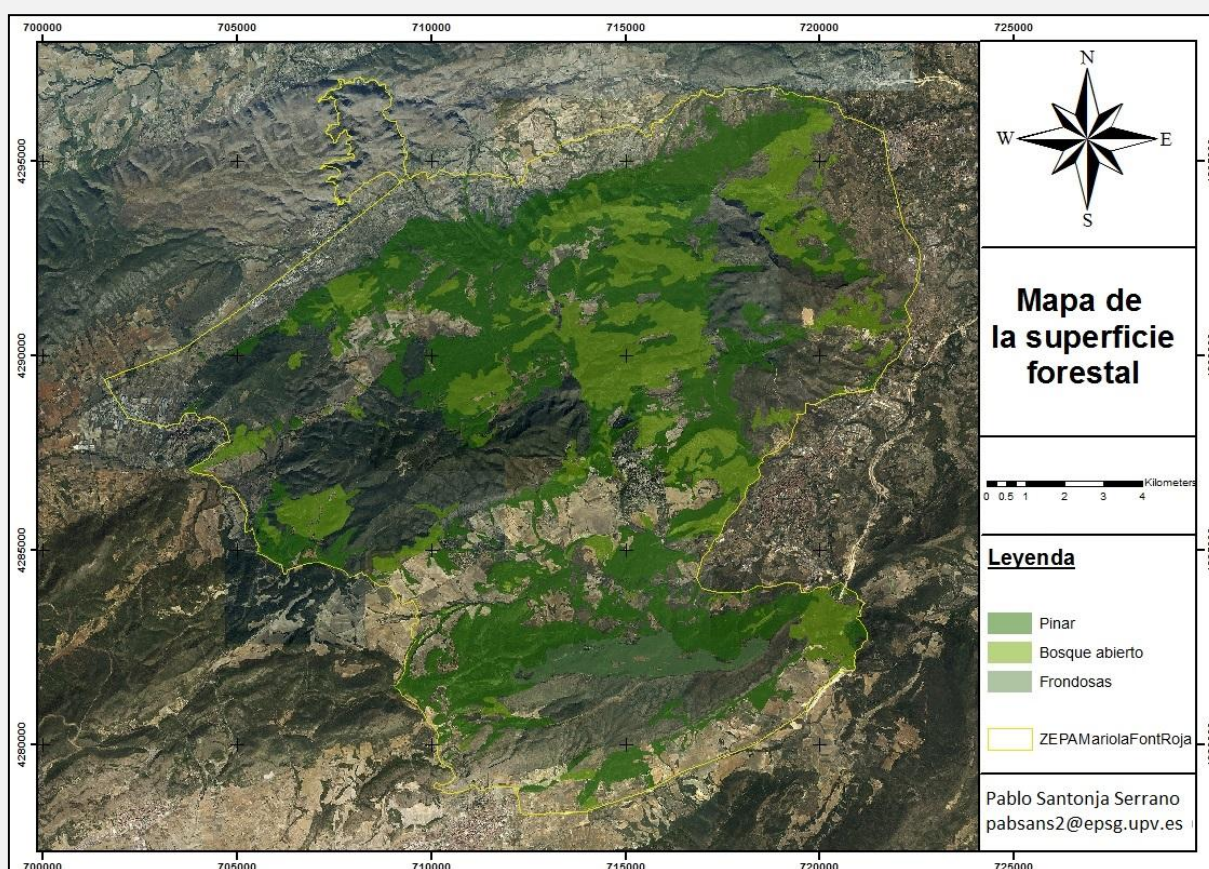 700000 705000 710000 715000 720000 725000
4295000
4290000
4285000
4280000
N
W E
S
Mapa de
la superficie
forestal
Kilometers
0 0.5 1 2 3 4
Leyenda
Pinar
Bosque abierto
Frondosas
ZEPAMariolaFontRoja
Pablo Santonja Serrano
pabsans2@epsg.upv.es
700000 705000 710000 715000 720000 725000